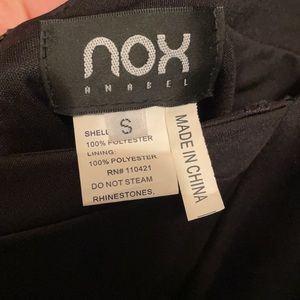 nox
ANABEL
S
SHELL
100% POLYESTER
LINING:
100% POLYESTER
RN# 110421
DO NOT STEAM
RHINESTONES.
MADE IN CHINA